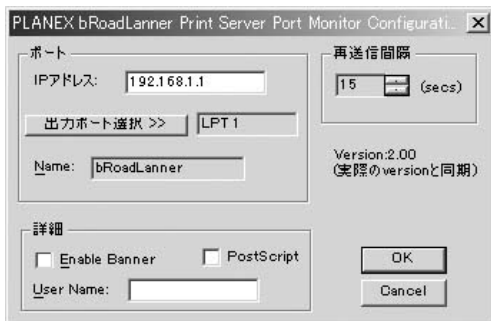 PLANEX bRoadLanner Print Server Port Monitor Configurati...
ポート
IPアドレス: 192.168.1.1
出力ポート選択 >> LPT1
Name: bRoadLanner
再送信間隔
15 (secs)
Version:2.00
(実際のversionと同期)
詳細
Enable Banner PostScript
User Name:
OK
Cancel